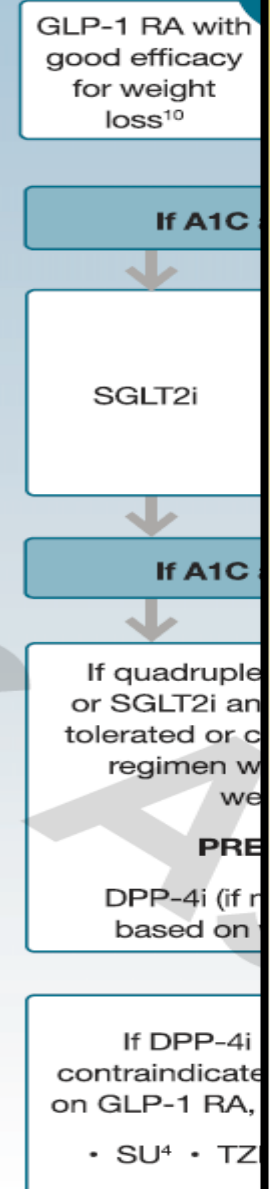 GLP-1 RA with
good efficacy
for weight
loss¹⁰
If A1C
SGLT2i
If A1C
If quadruple
or SGLT2i an
tolerated or c
regimen w
we
PRE
DPP-4i (if n
based on
If DPP-4i
contraindicate
on GLP-1 RA,
• SU⁴ • TZ